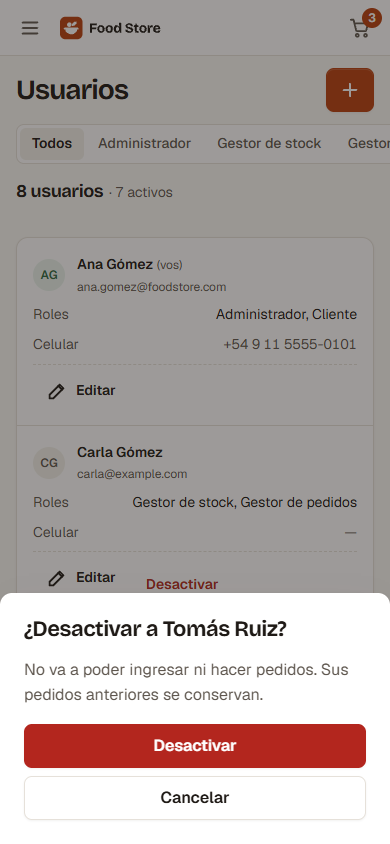 Food Store
3
Usuarios
Todos Administrador Gestor de stock Gestor
8 usuarios · 7 activos
AG Ana Gómez (vos)
ana.gomez@foodstore.com
Roles Administrador, Cliente
Celular +54 9 11 5555-0101
Editar
CG Carla Gómez
carla@example.com
Roles Gestor de stock, Gestor de pedidos
Celular —
Editar Desactivar
¿Desactivar a Tomás Ruiz?
No va a poder ingresar ni hacer pedidos. Sus
pedidos anteriores se conservan.
Desactivar
Cancelar